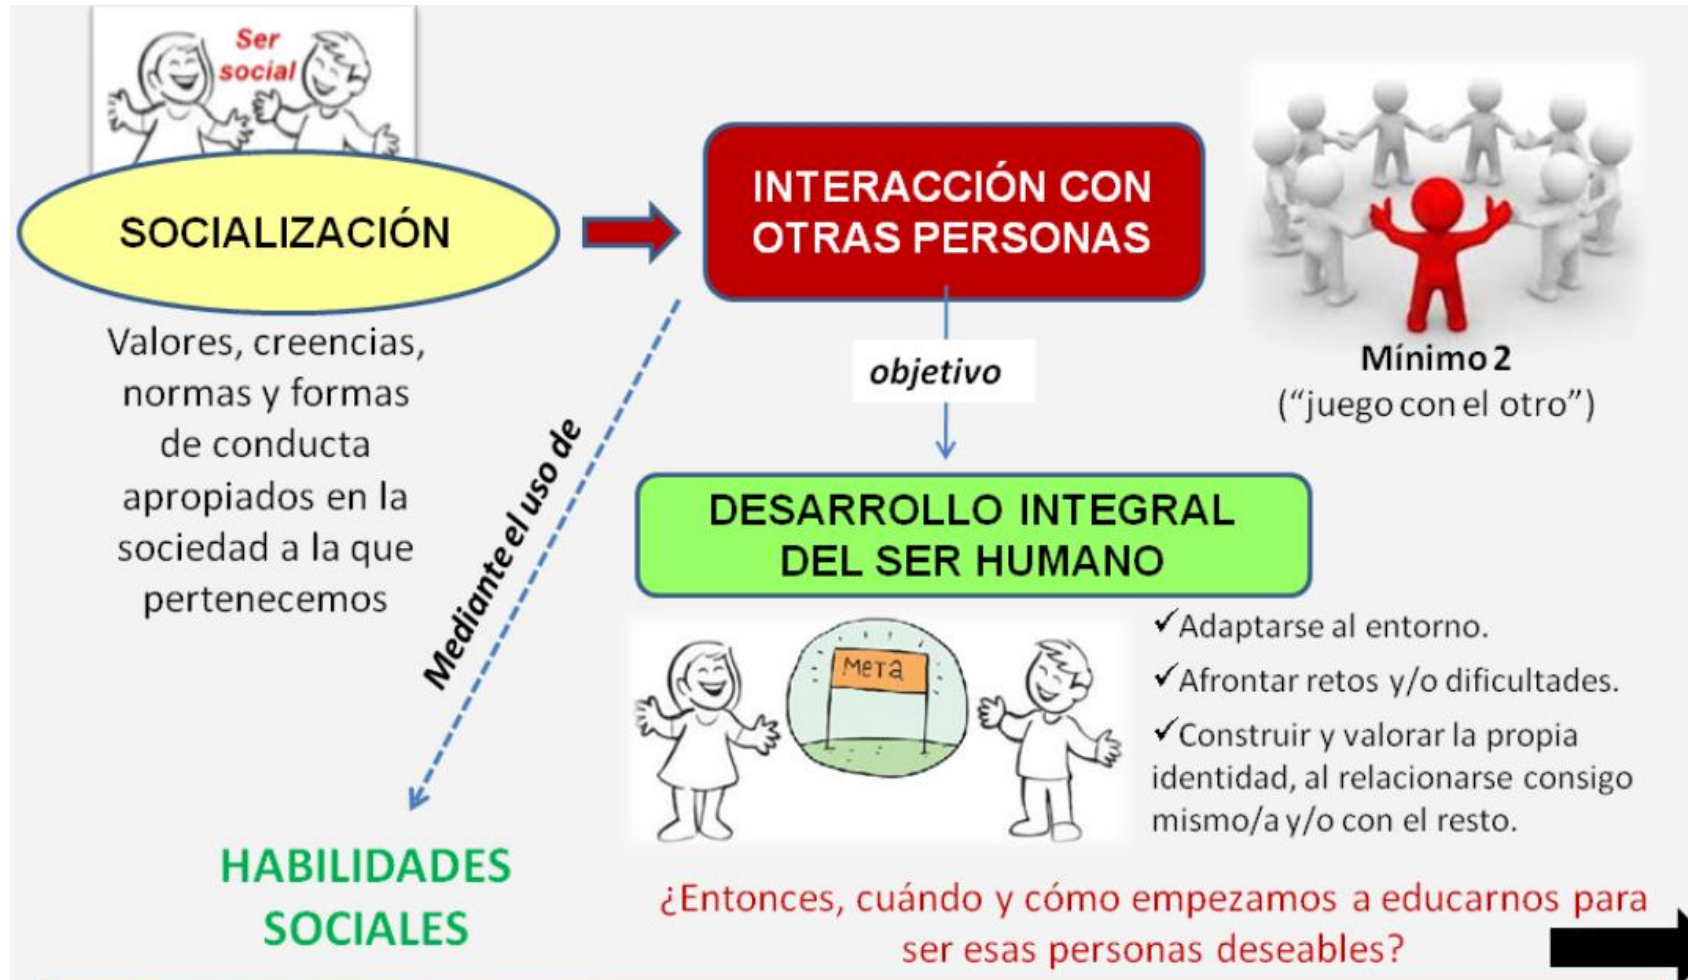 Ser
social
SOCIALIZACIÓN
Valores, creencias,
normas y formas
de conducta
apropiados en la
sociedad a la que
pertenecemos
INTERACCIÓN CON
OTRAS PERSONAS
Mínimo 2
(“juego con el otro”)
objetivo
Mediante el uso de
DESARROLLO INTEGRAL
DEL SER HUMANO
META
✓Adaptarse al entorno.
✓Afrontar retos y/o dificultades.
✓Construir y valorar la propia
identidad, al relacionarse consigo
mismo/a y/o con el resto.
HABILIDADES
SOCIALES
¿Entonces, cuándo y cómo empezamos a educarnos para
ser esas personas deseables?